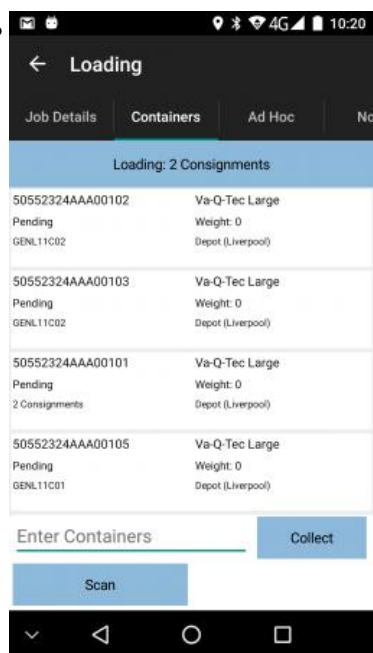 4G 10:20
Loading
Job Details Containers Ad Hoc No
Loading: 2 Consignments
50552324AAA00102 Va-Q-Tec Large
Pending Weight: 0
GENL11C02 Depot (Liverpool)
50552324AAA00103 Va-Q-Tec Large
Pending Weight: 0
GENL11C02 Depot (Liverpool)
50552324AAA00101 Va-Q-Tec Large
Pending Weight: 0
2 Consignments Depot (Liverpool)
50552324AAA00105 Va-Q-Tec Large
Pending Weight: 0
GENL11C01 Depot (Liverpool)
Enter Containers Collect
Scan